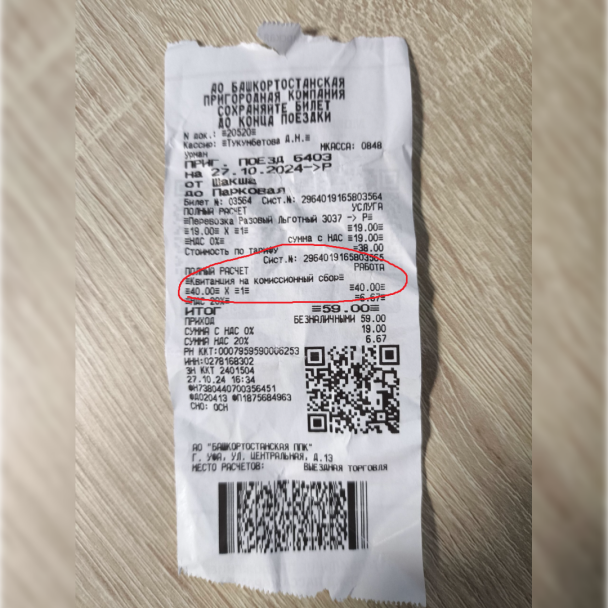 АО БАШКОРТОСТАНСКАЯ
ПРИГОРОДНАЯ КОМПАНИЯ
СОХРАНЯЙТЕ БИЛЕТ
ДО КОНЦА ПОЕЗДКИ
N док.: =20520=
Кассир: =Тукумбетова А.Н.=
Урман НКАССА: 0848
ПРИГ. ПОЕЗД 6403
на 27.10.2024->Р
от Шакша
до Парковая
Билет №: 03564 Сист.№: 2964019165803564
ПОЛНЫЙ РАСЧЕТ УСЛУГА
=Перевозка Разовый Льготный 3037 -> Р=
=19.00= X =1= =19.00=
=НДС 0%= СУММА С НДС =19.00=
Стоимость по тарифу =38.00
Сист.№: 2964019165803565
ПОЛНЫЙ РАСЧЕТ РАБОТА
=Квитанция на комиссионный сбор=
=40.00= X =1= =40.00=
=НДС 20%= =6.67=
ИТОГ =59.00=
ПРИХОД БЕЗНАЛИЧНЫМИ 59.00
СУММА С НДС 0% 19.00
СУММА НДС 20% 6.67
РН ККТ:0007959590006253
ИНН:0278168302
ЗН ККТ 2401504
27.10.24 16:34
ФН7380440700356451
ФД020413 ФП1875684963
СНО: ОСН
АО "БАШКОРТОСТАНСКАЯ ППК"
Г. УФА, УЛ. ЦЕНТРАЛЬНАЯ, Д.13
МЕСТО РАСЧЕТОВ: ВЫЕЗДНАЯ ТОРГОВЛЯ